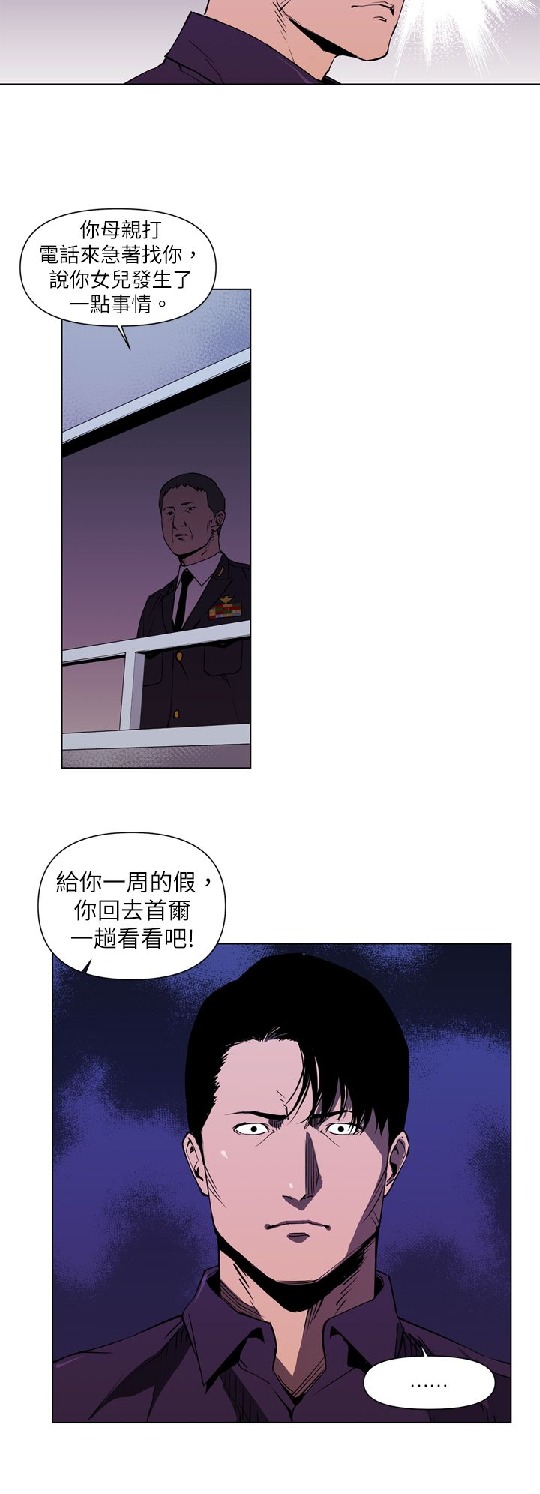 你母親打
電話來急著找你，
說你女兒發生了
一點事情。
給你一周的假，
你回去首爾
一趟看看吧!
……